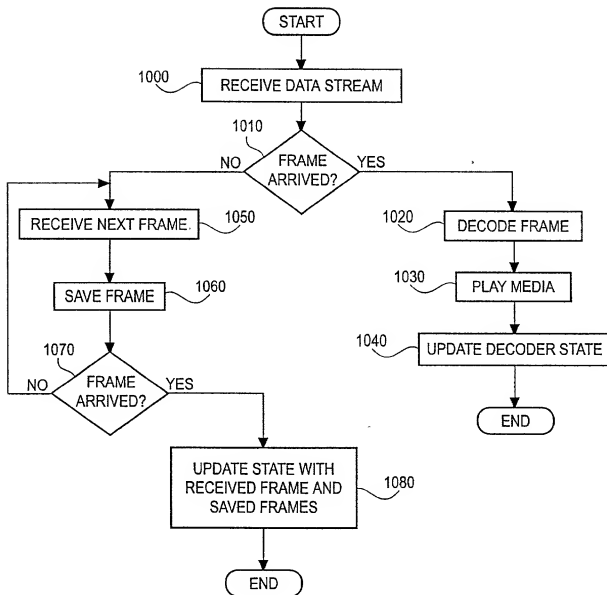 START
1000
RECEIVE DATA STREAM
1010
NO
FRAME
ARRIVED?
YES
RECEIVE NEXT FRAME.
1050
1020
DECODE FRAME
SAVE FRAME
1060
1030
PLAY MEDIA
1070
1040
UPDATE DECODER STATE
NO
FRAME
ARRIVED?
YES
END
UPDATE STATE WITH
RECEIVED FRAME AND
SAVED FRAMES
1080
END